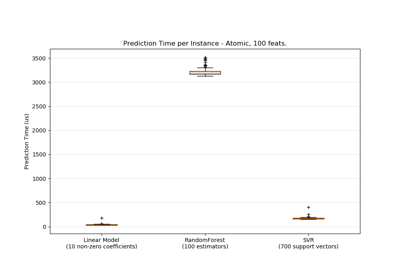 Prediction Time per Instance - Atomic, 100 feats.
Prediction Time (us)
3500
3000
2500
2000
1500
1000
500
0
Linear Model
(10 non-zero coefficients)
RandomForest
(100 estimators)
SVR
(700 support vectors)